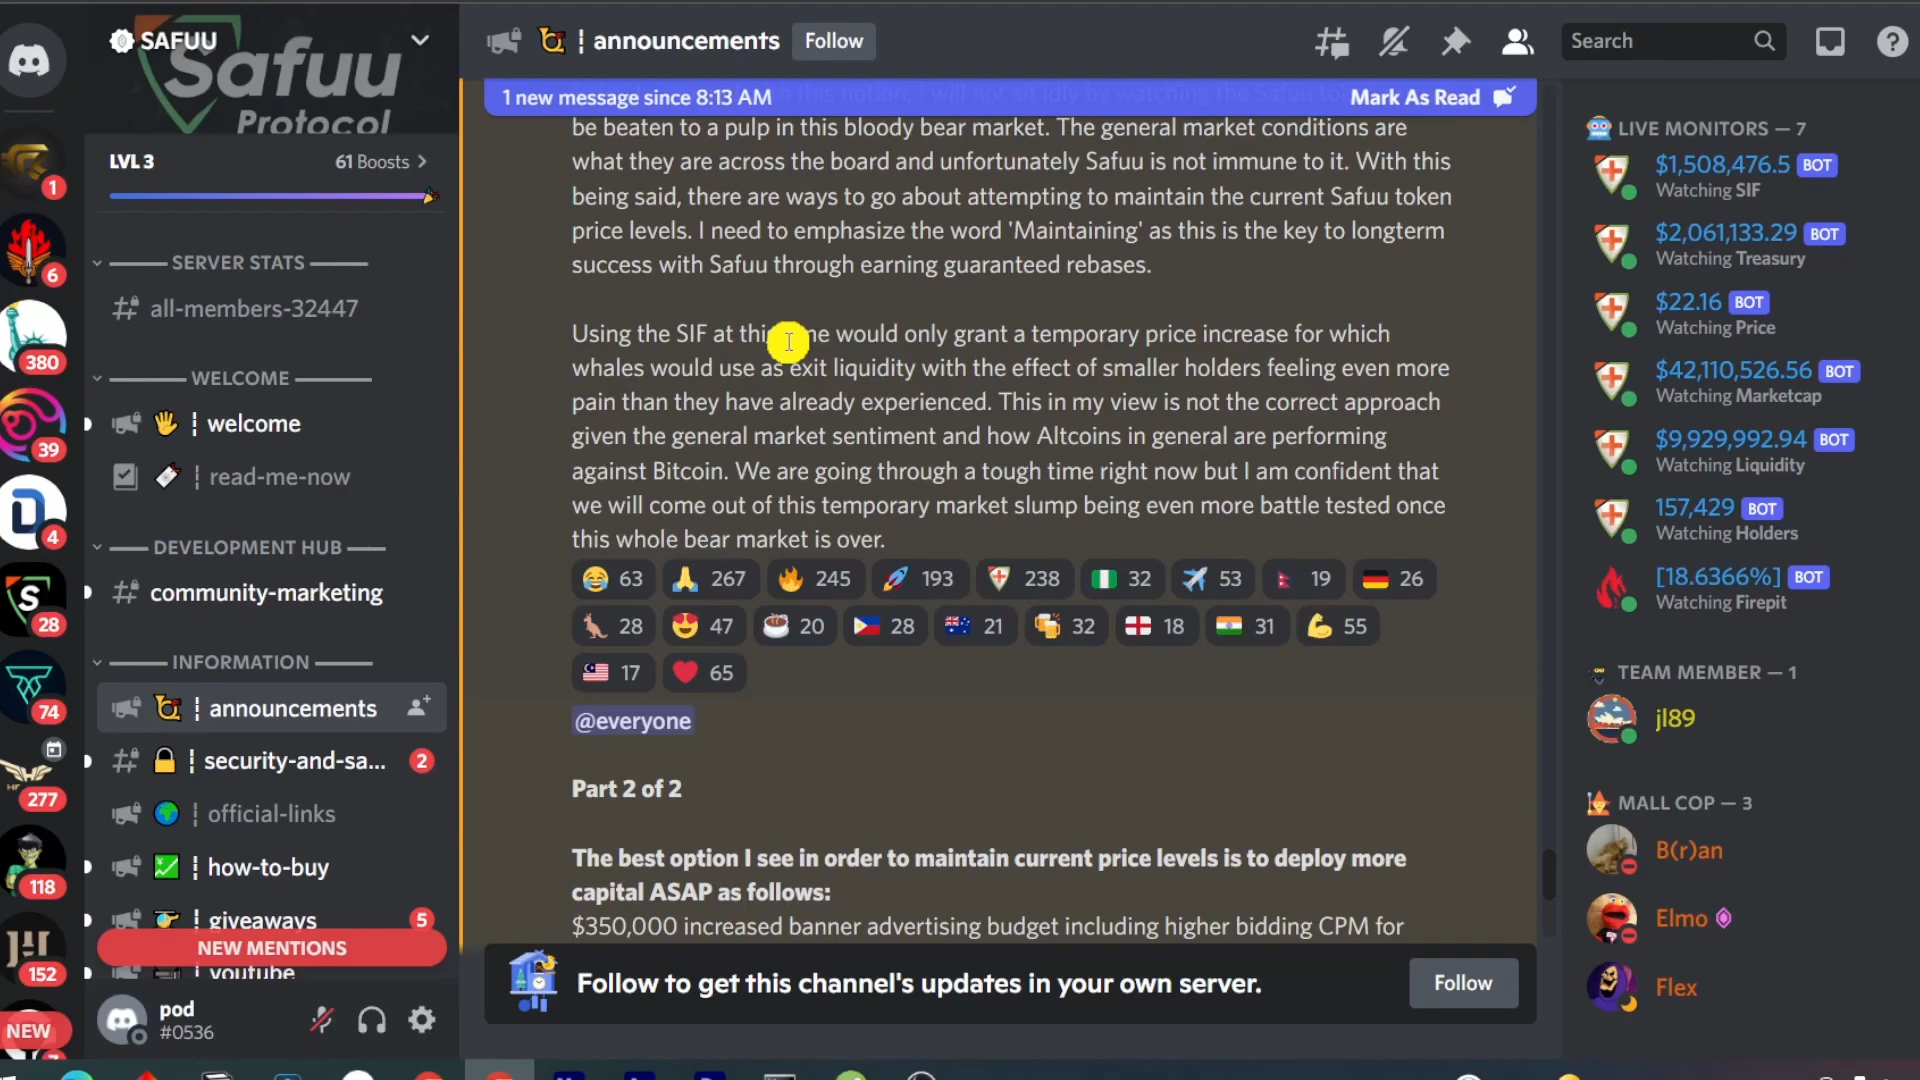 SAFUU
Safuu
Protocol
LVL 3
61 Boosts
SERVER STATS
all-members-32447
WELCOME
welcome
read-me-now
DEVELOPMENT HUB
community-marketing
INFORMATION
announcements
security-and-sa...
2
official-links
how-to-buy
giveaways
5
NEW MENTIONS
youtube
pod
#0536
1
6
380
39
4
28
74
277
118
152
NEW
announcements
Follow
Search
1 new message since 8:13 AM
Mark As Read
this notion, I will not sit idly by watching the Safuu
be beaten to a pulp in this bloody bear market. The general market conditions are
what they are across the board and unfortunately Safuu is not immune to it. With this
being said, there are ways to go about attempting to maintain the current Safuu token
price levels. I need to emphasize the word 'Maintaining' as this is the key to longterm
success with Safuu through earning guaranteed rebases.
Using the SIF at this would only grant a temporary price increase for which
whales would use as exit liquidity with the effect of smaller holders feeling even more
pain than they have already experienced. This in my view is not the correct approach
given the general market sentiment and how Altcoins in general are performing
against Bitcoin. We are going through a tough time right now but I am confident that
we will come out of this temporary market slump being even more battle tested once
this whole bear market is over.
63 267 245 193 238 32 53 19 26
28 47 20 28 21 32 18 31 55
17 65
@everyone
Part 2 of 2
The best option I see in order to maintain current price levels is to deploy more
capital ASAP as follows:
$350,000 increased banner advertising budget including higher bidding CPM for
Follow to get this channel's updates in your own server.
Follow
LIVE MONITORS — 7
$1,508,476.5 BOT
Watching SIF
$2,061,133.29 BOT
Watching Treasury
$22.16 BOT
Watching Price
$42,110,526.56 BOT
Watching Marketcap
$9,929,992.94 BOT
Watching Liquidity
157,429 BOT
Watching Holders
[18.6366%] BOT
Watching Firepit
TEAM MEMBER — 1
jl89
MALL COP — 3
B(r)an
Elmo
Flex